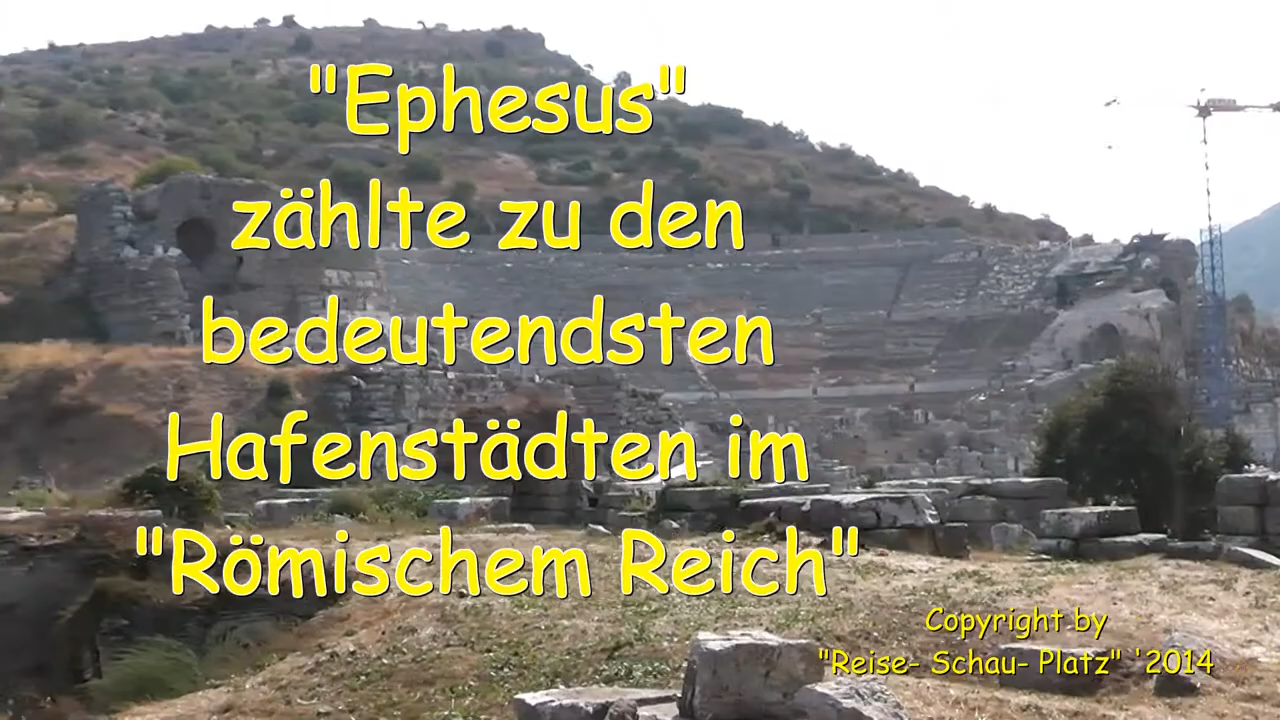 "Ephesus"
zählte zu den
bedeutendsten
Hafenstädten im
"Römischem Reich"
Copyright by
"Reise- Schau- Platz" '2014